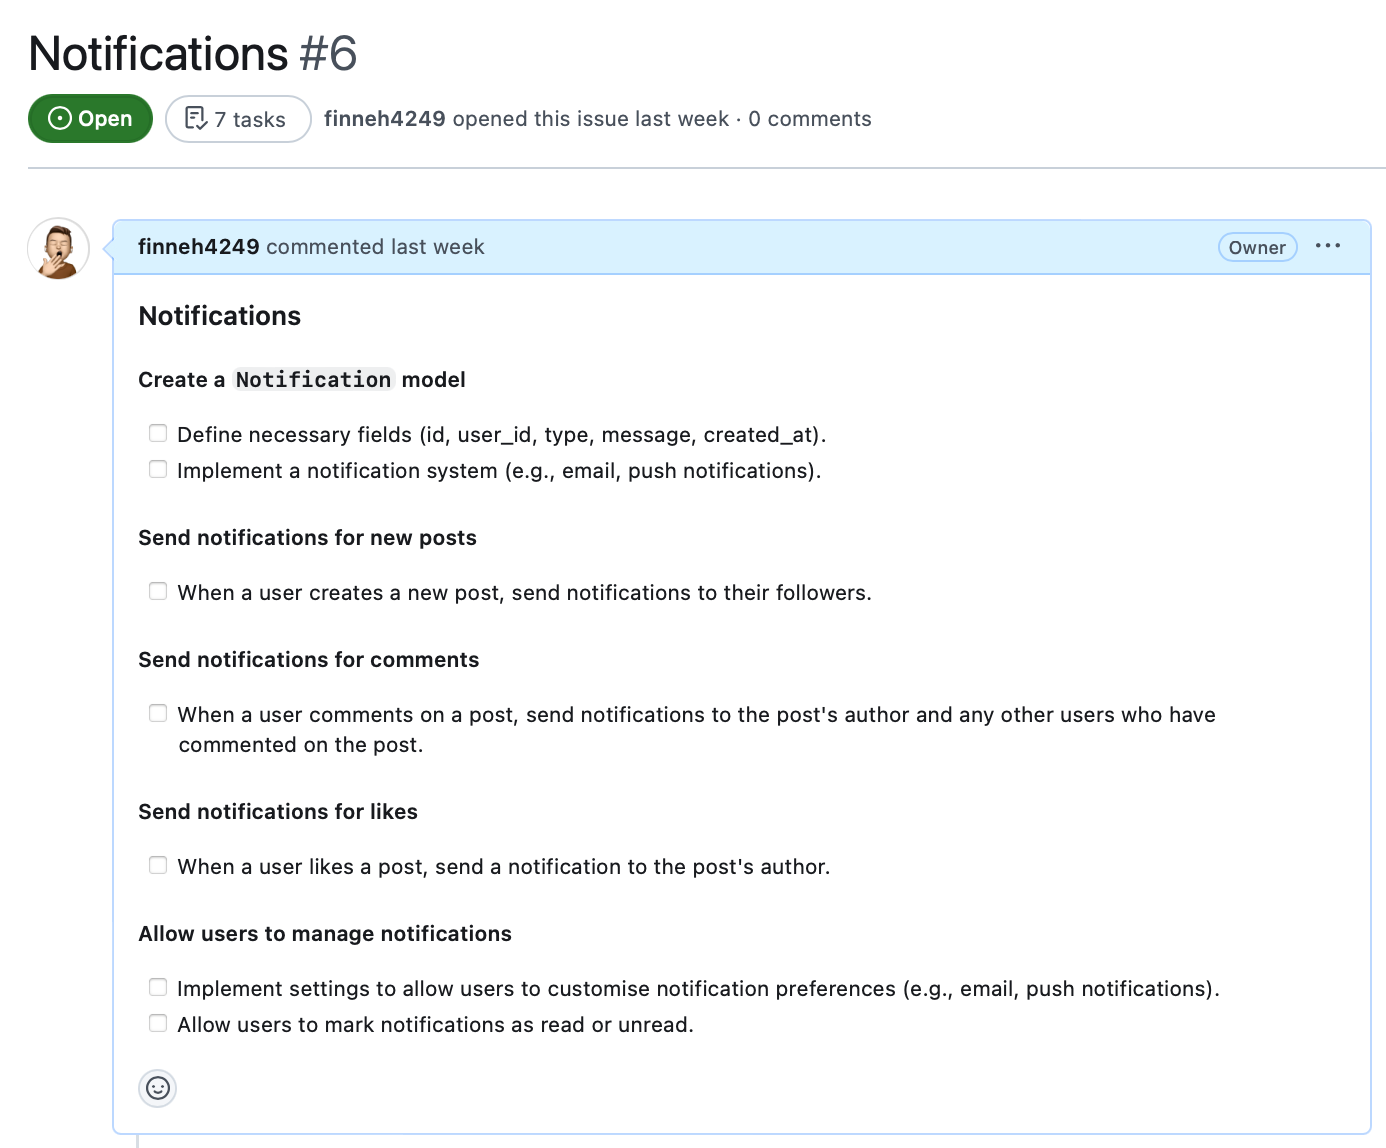 Notifications #6
Open
7 tasks
finneh4249 opened this issue last week · 0 comments
finneh4249 commented last week
Owner
Notifications
Create a Notification model
Define necessary fields (id, user_id, type, message, created_at).
Implement a notification system (e.g., email, push notifications).
Send notifications for new posts
When a user creates a new post, send notifications to their followers.
Send notifications for comments
When a user comments on a post, send notifications to the post's author and any other users who have
commented on the post.
Send notifications for likes
When a user likes a post, send a notification to the post's author.
Allow users to manage notifications
Implement settings to allow users to customise notification preferences (e.g., email, push notifications).
Allow users to mark notifications as read or unread.